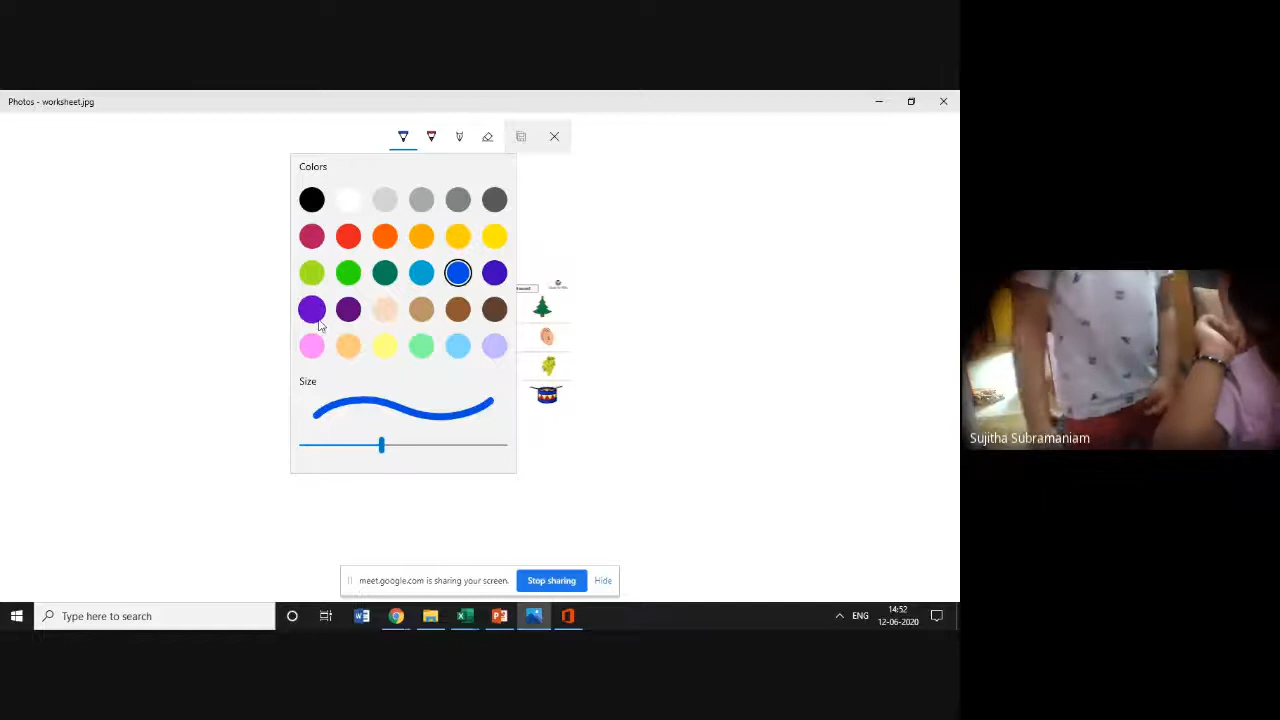 Photos - worksheet.jpg
Colors
Size
Sujitha Subramaniam
meet.google.com is sharing your screen.
Stop sharing
Hide
Type here to search
ENG
14:52
12-06-2020